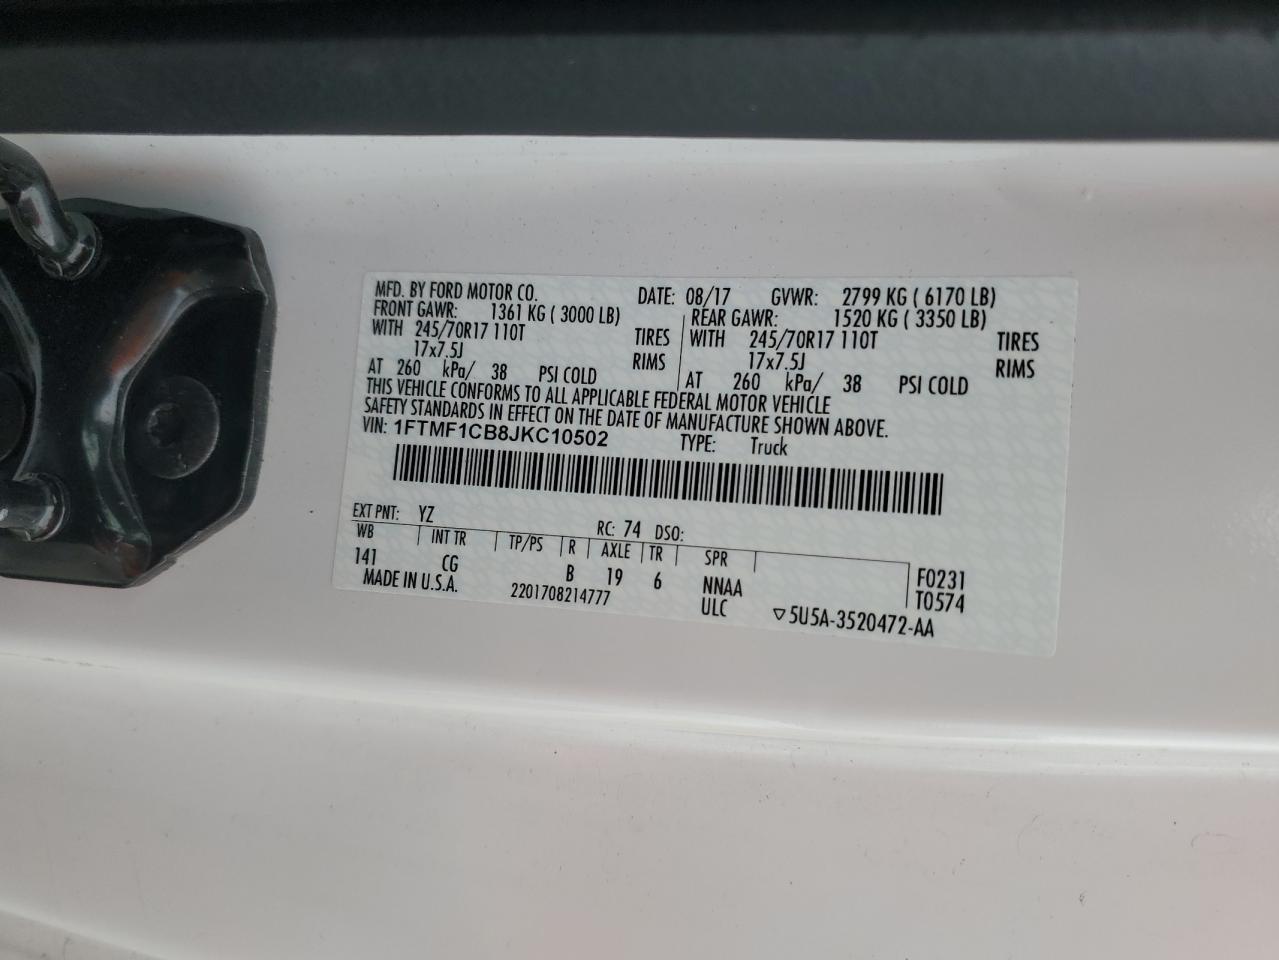 MFD. BY FORD MOTOR CO. DATE: 08/17 GVWR: 2799 KG ( 6170 LB)
FRONT GAWR: 1361 KG ( 3000 LB) REAR GAWR: 1520 KG ( 3350 LB)
WITH 245/70R17 110T TIRES WITH 245/70R17 110T TIRES
17x7.5J RIMS 17x7.5J RIMS
AT 260 kPa/ 38 PSI COLD AT 260 kPa/ 38 PSI COLD
THIS VEHICLE CONFORMS TO ALL APPLICABLE FEDERAL MOTOR VEHICLE
SAFETY STANDARDS IN EFFECT ON THE DATE OF MANUFACTURE SHOWN ABOVE.
VIN: 1FTMF1CB8JKC10502 TYPE: Truck
EXT PNT: YZ RC: 74 DSO:
WB INT TR TP/PS R AXLE TR SPR
141 CG B 19 6 NNAA F0231
ULC T0574
MADE IN U.S.A. 2201708214777 ▽5U5A-3520472-AA